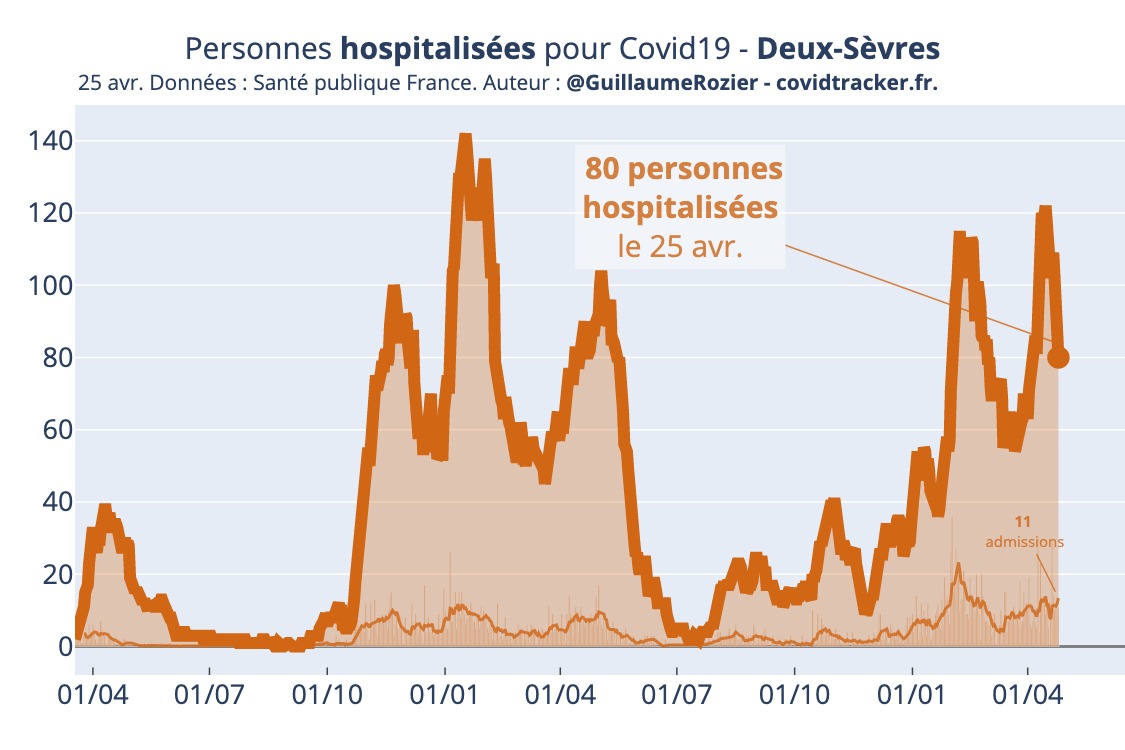 Personnes hospitalisées pour Covid19 - Deux-Sèvres
25 avr. Données : Santé publique France. Auteur : @GuillaumeRozier - covidtracker.fr.
140
120
100
80
60
40
20
0
80 personnes
hospitalisées
le 25 avr.
11
admissions
01/04 01/07 01/10 01/01 01/04 01/07 01/10 01/01 01/04